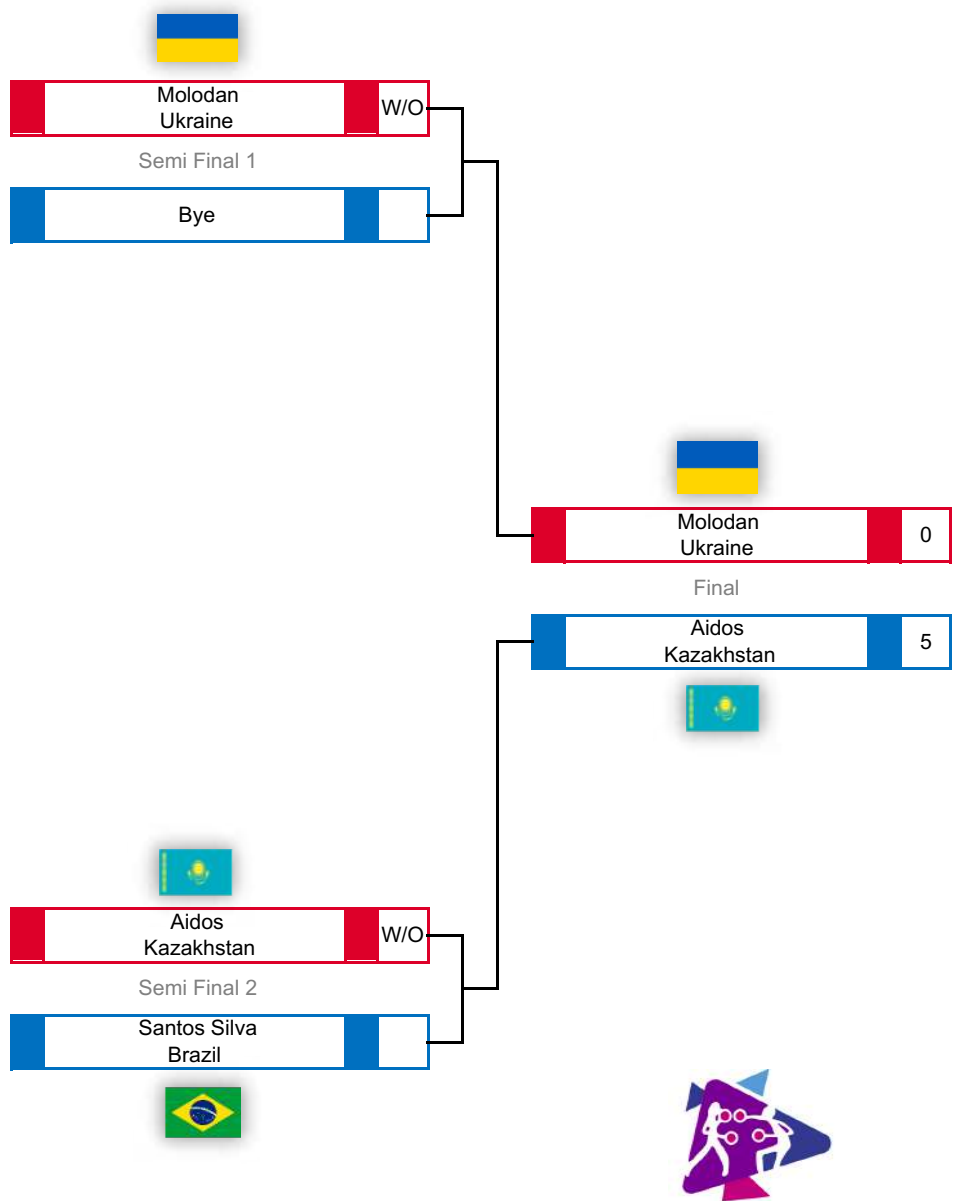 Molodan
Ukraine
W/O
Semi Final 1
Bye
Molodan
Ukraine
0
Final
Aidos
Kazakhstan
5
Aidos
Kazakhstan
W/O
Semi Final 2
Santos Silva
Brazil